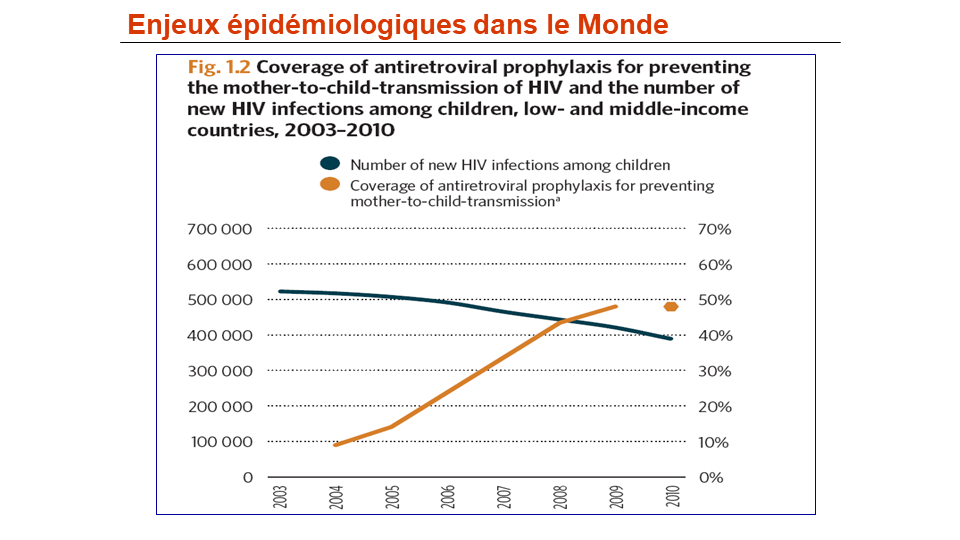 Enjeux épidémiologiques dans le Monde
Fig. 1.2 Coverage of antiretroviral prophylaxis for preventing
the mother-to-child-transmission of HIV and the number of
new HIV infections among children, low- and middle-income
countries, 2003–2010
Number of new HIV infections among children
Coverage of antiretroviral prophylaxis for preventing
mother-to-child-transmissionª
700 000 70%
600 000 60%
500 000 50%
400 000 40%
300 000 30%
200 000 20%
100 000 10%
0 0%
2003 2004 2005 2006 2007 2008 2009 2010